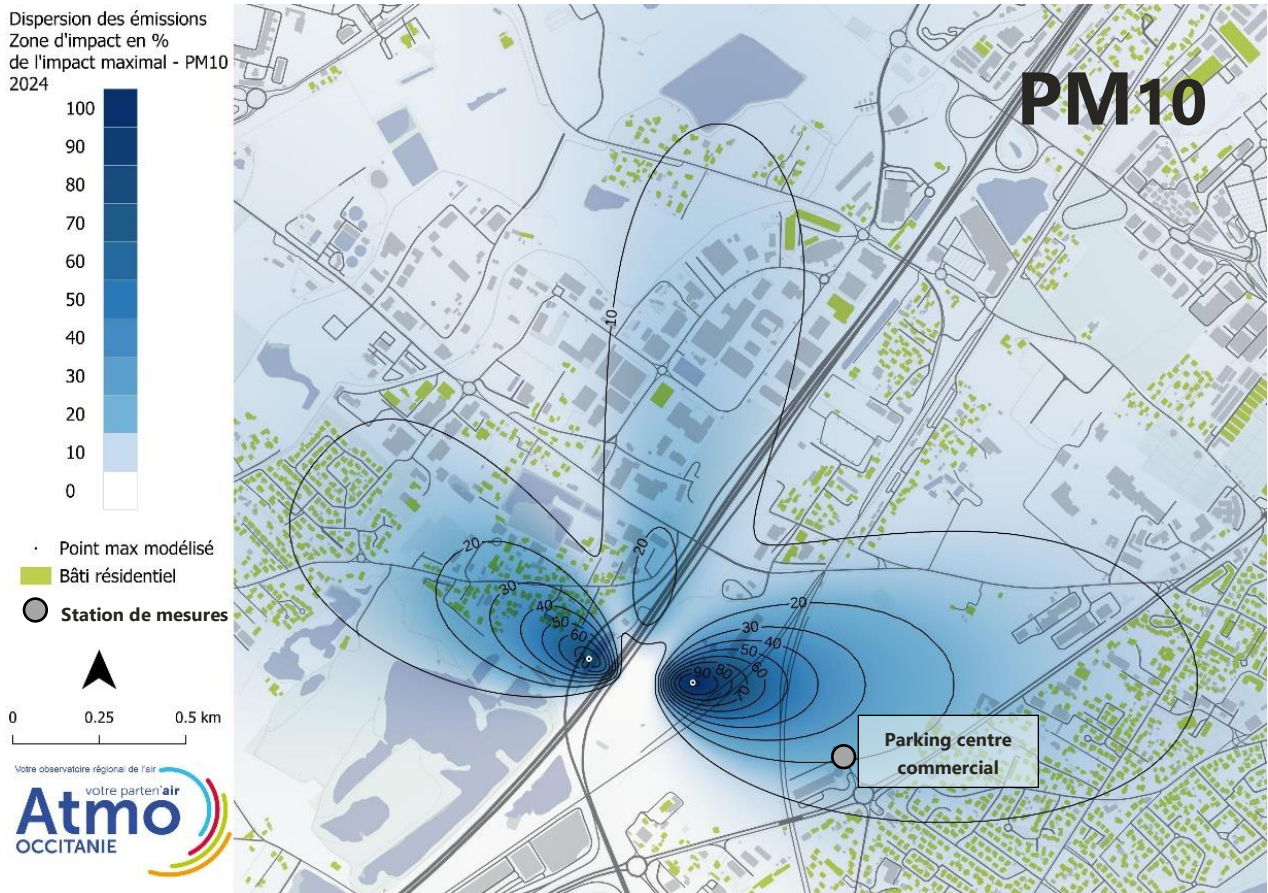 Dispersion des émissions
Zone d'impact en %
de l'impact maximal - PM10
2024
100
90
80
70
60
50
40
30
20
10
0
· Point max modélisé
Bâti résidentiel
Station de mesures
0 0.25 0.5 km
Votre observatoire régional de l'air
votre parten'air
Atmo
OCCITANIE
PM10
10
20
20
30
40
50
60
20
30
40
50
60
70
80
90
Parking centre
commercial